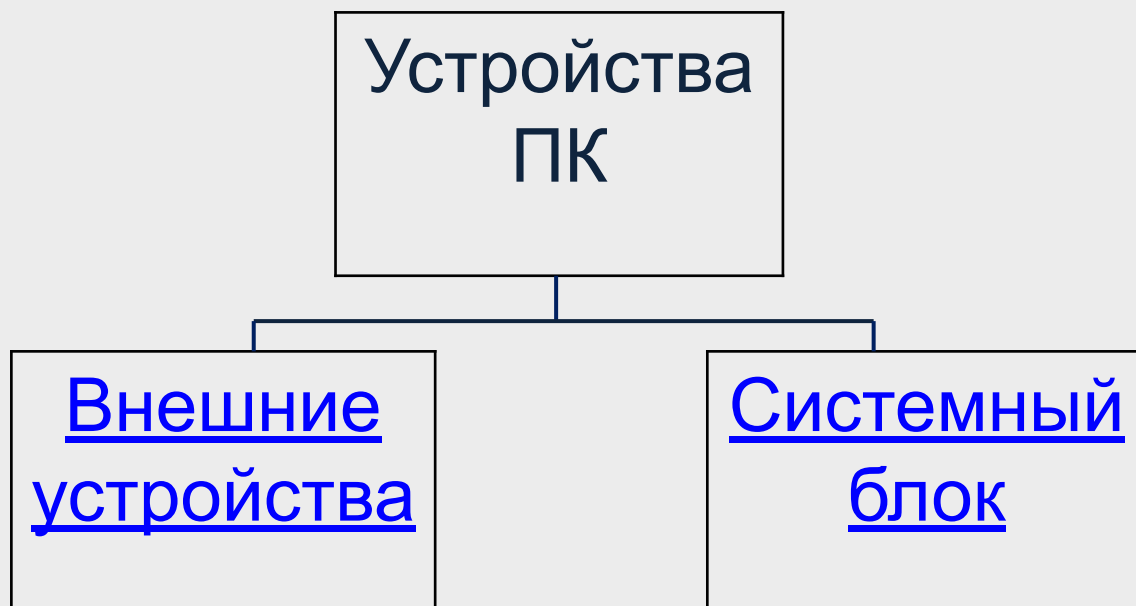 Устройства
ПК
Внешние
устройства
Системный
блок